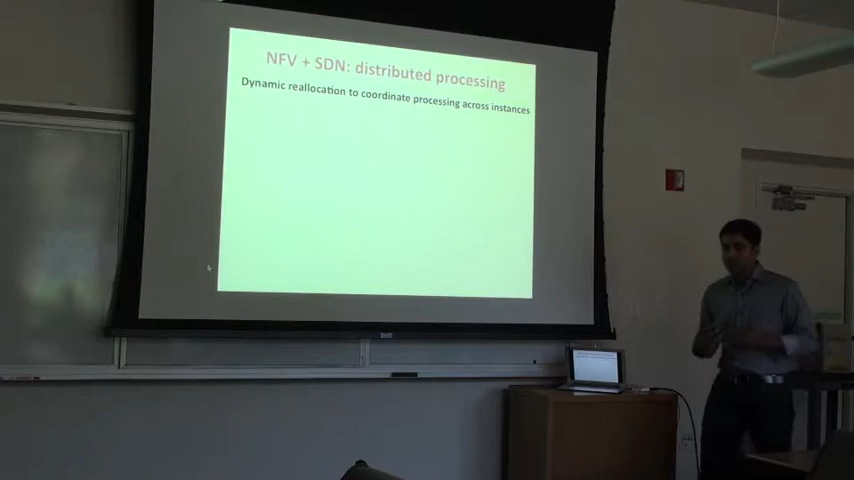 NFV + SDN: distributed processing
Dynamic reallocation to coordinate processing across instances